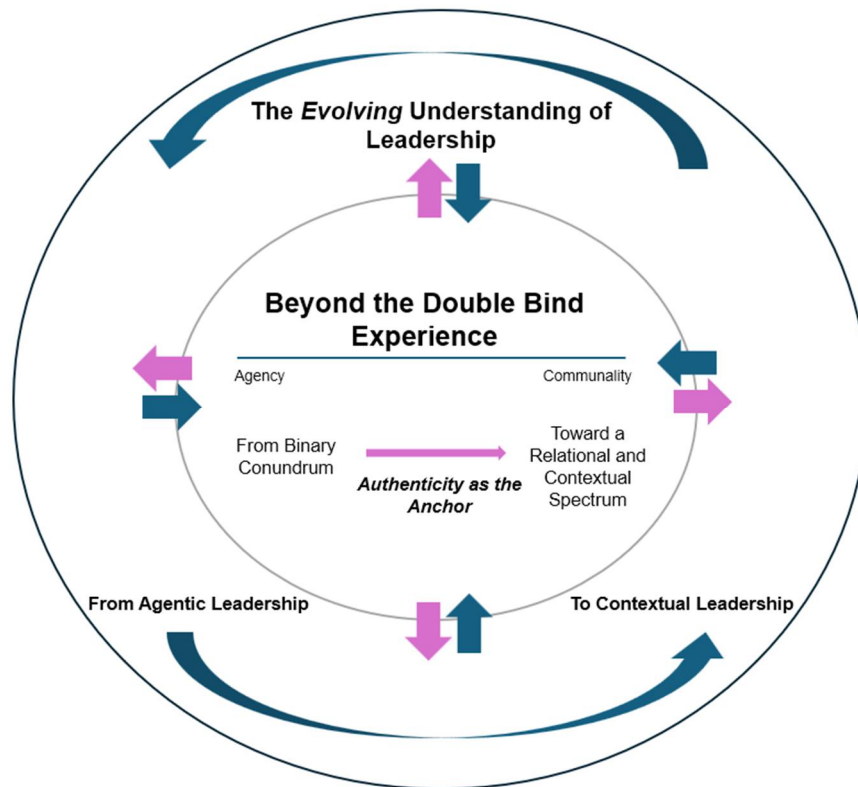 The Evolving Understanding of
Leadership
Beyond the Double Bind
Experience
Agency
Communality
From Binary
Conundrum
Authenticity as the
Anchor
Toward a
Relational and
Contextual
Spectrum
From Agentic Leadership
To Contextual Leadership